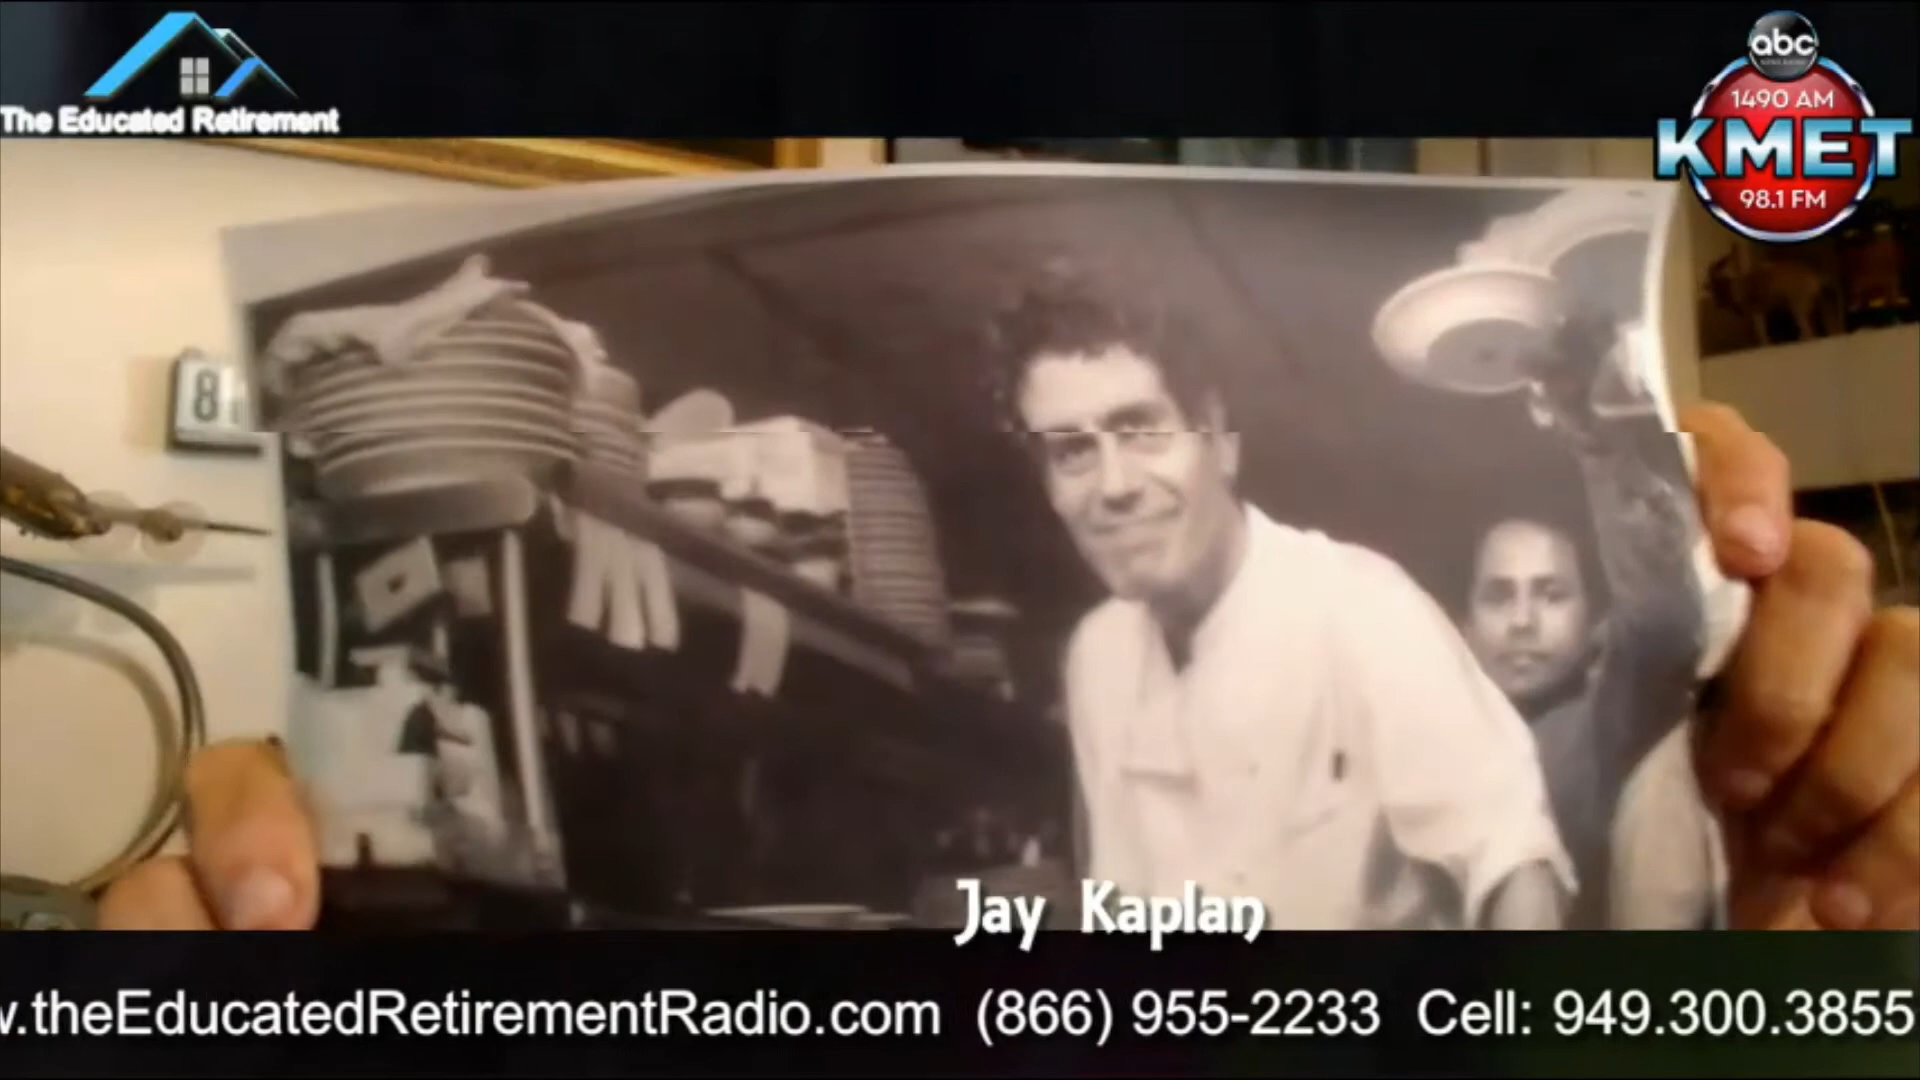 The Educated Retirement
abc
1490 AM
KMET
98.1 FM
8
Jay Kaplan
w.theEducatedRetirementRadio.com (866) 955-2233 Cell: 949.300.3855